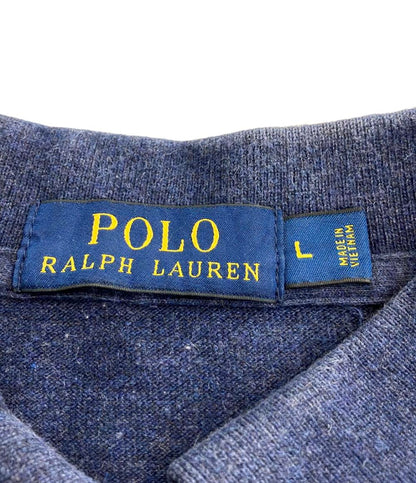 POLO
RALPH LAUREN
L
MADE IN
VIETNAM